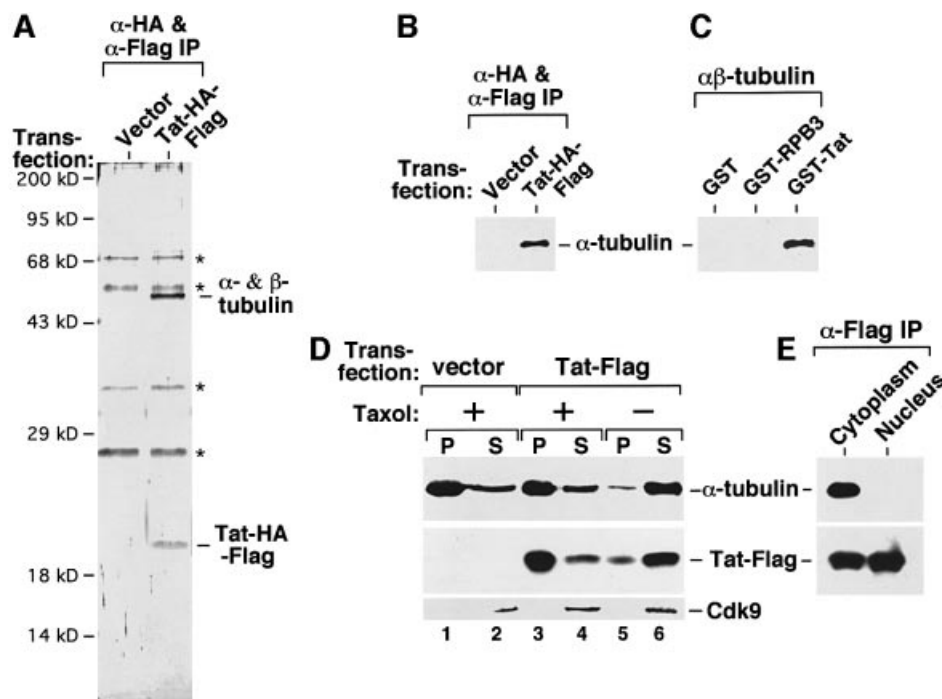 A
α-HA &
α-Flag IP
Trans-
fection:
Vector
Tat-HA-
Flag
200 kD
95 kD
68 kD
*
*
α- & β-
tubulin
43 kD
*
29 kD
*
Tat-HA
-Flag
18 kD
14 kD
B
α-HA &
α-Flag IP
Trans-
fection:
Vector
Tat-HA-
Flag
α-tubulin
C
αβ-tubulin
GST
GST-RPB3
GST-Tat
D
Trans-
fection:
vector Tat-Flag
Taxol: + + −
P S P S P S
α-tubulin
Tat-Flag
Cdk9
1 2 3 4 5 6
E
α-Flag IP
Cytoplasm
Nucleus